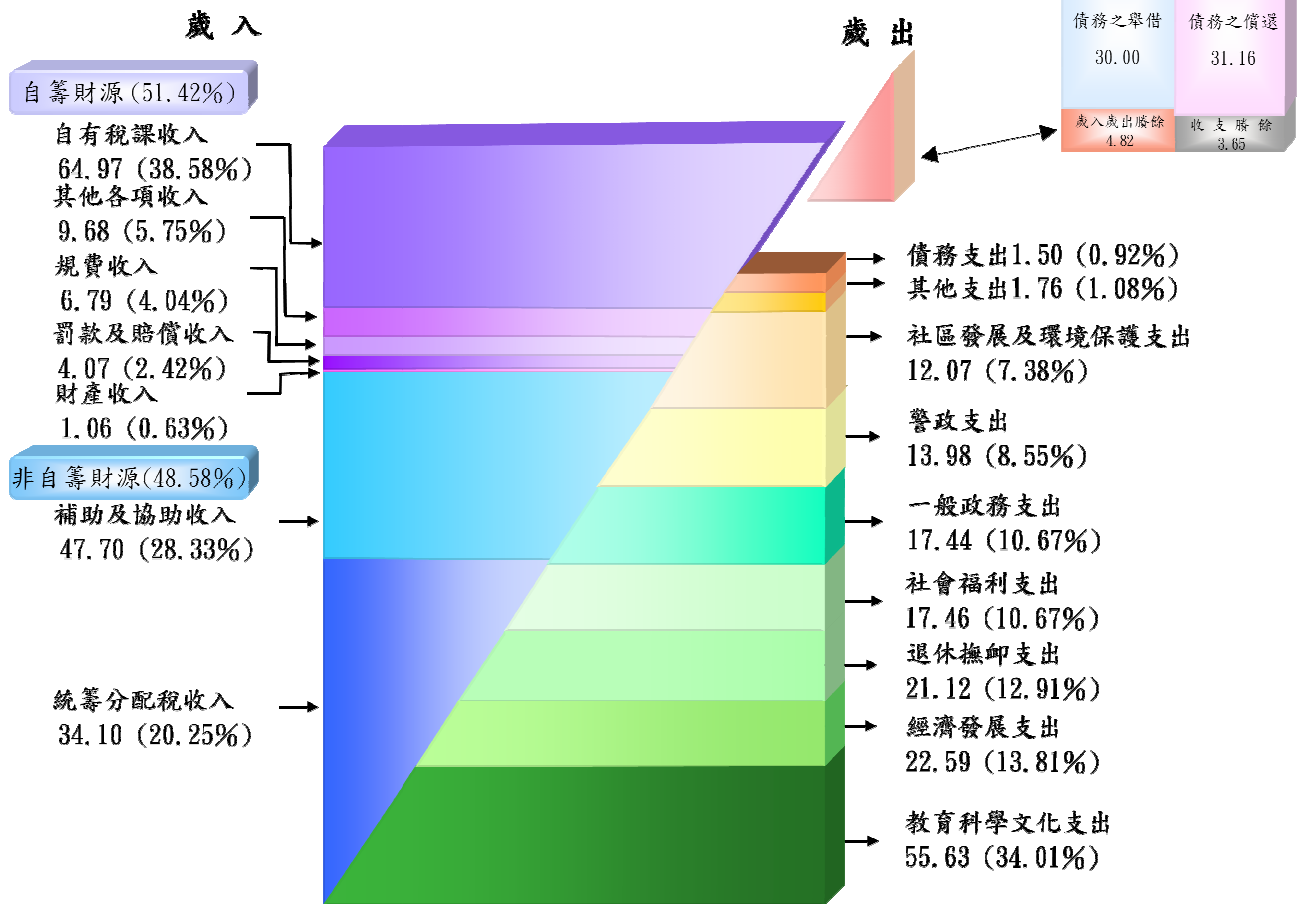 歲 入
自籌財源(51.42%)
自有稅課收入
64.97 (38.58%)
其他各項收入
9.68 (5.75%)
規費收入
6.79 (4.04%)
罰款及賠償收入
4.07 (2.42%)
財產收入
1.06 (0.63%)
非自籌財源(48.58%)
補助及協助收入
47.70 (28.33%)
統籌分配稅收入
34.10 (20.25%)
歲 出
債務之舉借
30.00
債務之償還
31.16
歲入歲出賸餘
4.82
收 支 賸 餘
3.65
債務支出1.50 (0.92%)
其他支出1.76 (1.08%)
社區發展及環境保護支出
12.07 (7.38%)
警政支出
13.98 (8.55%)
一般政務支出
17.44 (10.67%)
社會福利支出
17.46 (10.67%)
退休撫卹支出
21.12 (12.91%)
經濟發展支出
22.59 (13.81%)
教育科學文化支出
55.63 (34.01%)